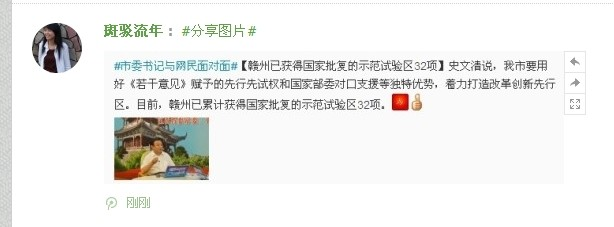 斑驳流年： #分享图片#
#市委书记与网民面对面#【赣州已获得国家批复的示范试验区32项】史文清说，我市要用
好《若干意见》赋予的先行先试权和国家部委对口支援等独特优势，着力打造改革创新先行
区。目前，赣州已累计获得国家批复的示范试验区32项。
刚刚